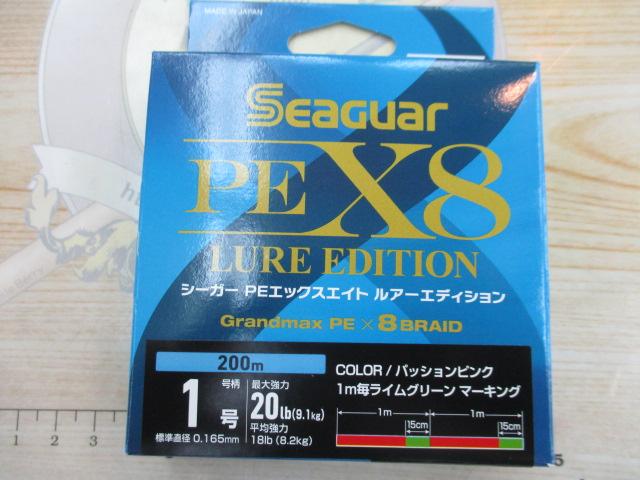 MADE IN JAPAN
SEAGUAR
PE X8
LURE EDITION
シーガー PEエックスエイト ルアーエディション
Grandmax PE × 8 BRAID
200m
1号
号柄
標準直径 0.165mm
最大強力
20lb(9.1kg)
平均強力
18lb(8.2kg)
COLOR / パッションピンク
1m毎ライムグリーン マーキング
1m 1m
15cm 15cm
1 2 3
5